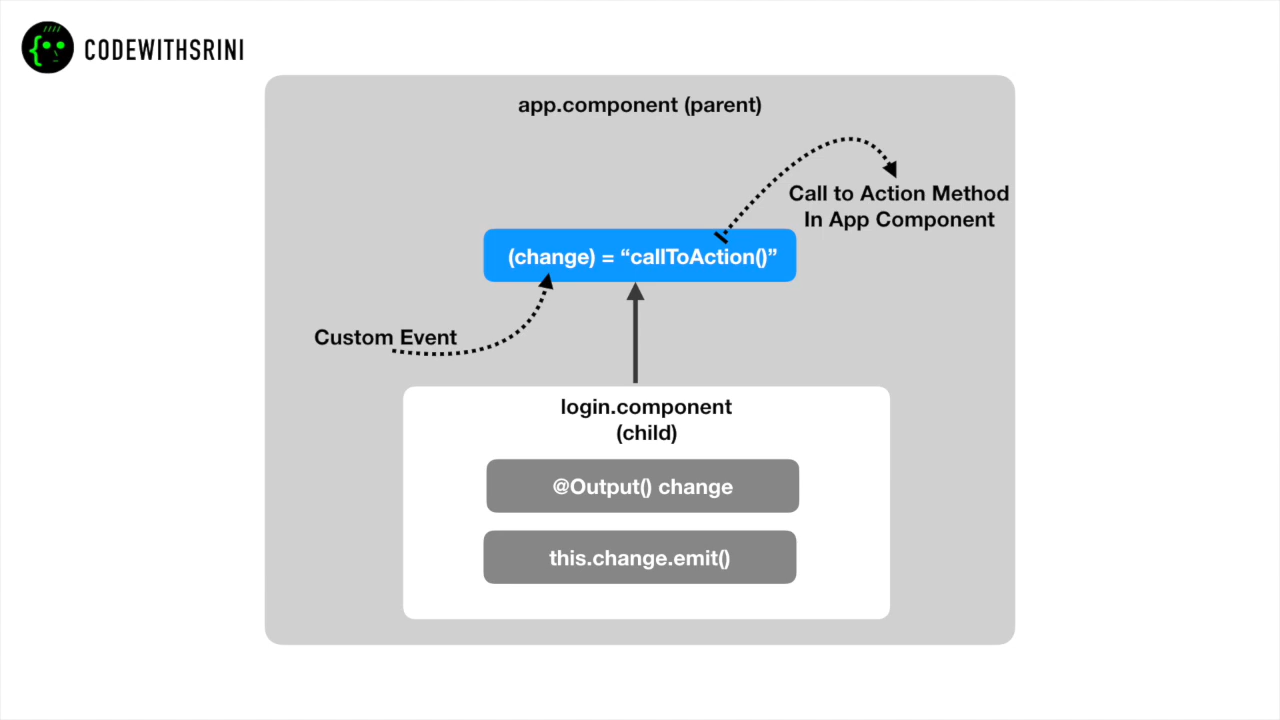 CODEWITHSRINI
app.component (parent)
Call to Action Method
In App Component
(change) = “callToAction()”
Custom Event
login.component
(child)
@Output() change
this.change.emit()